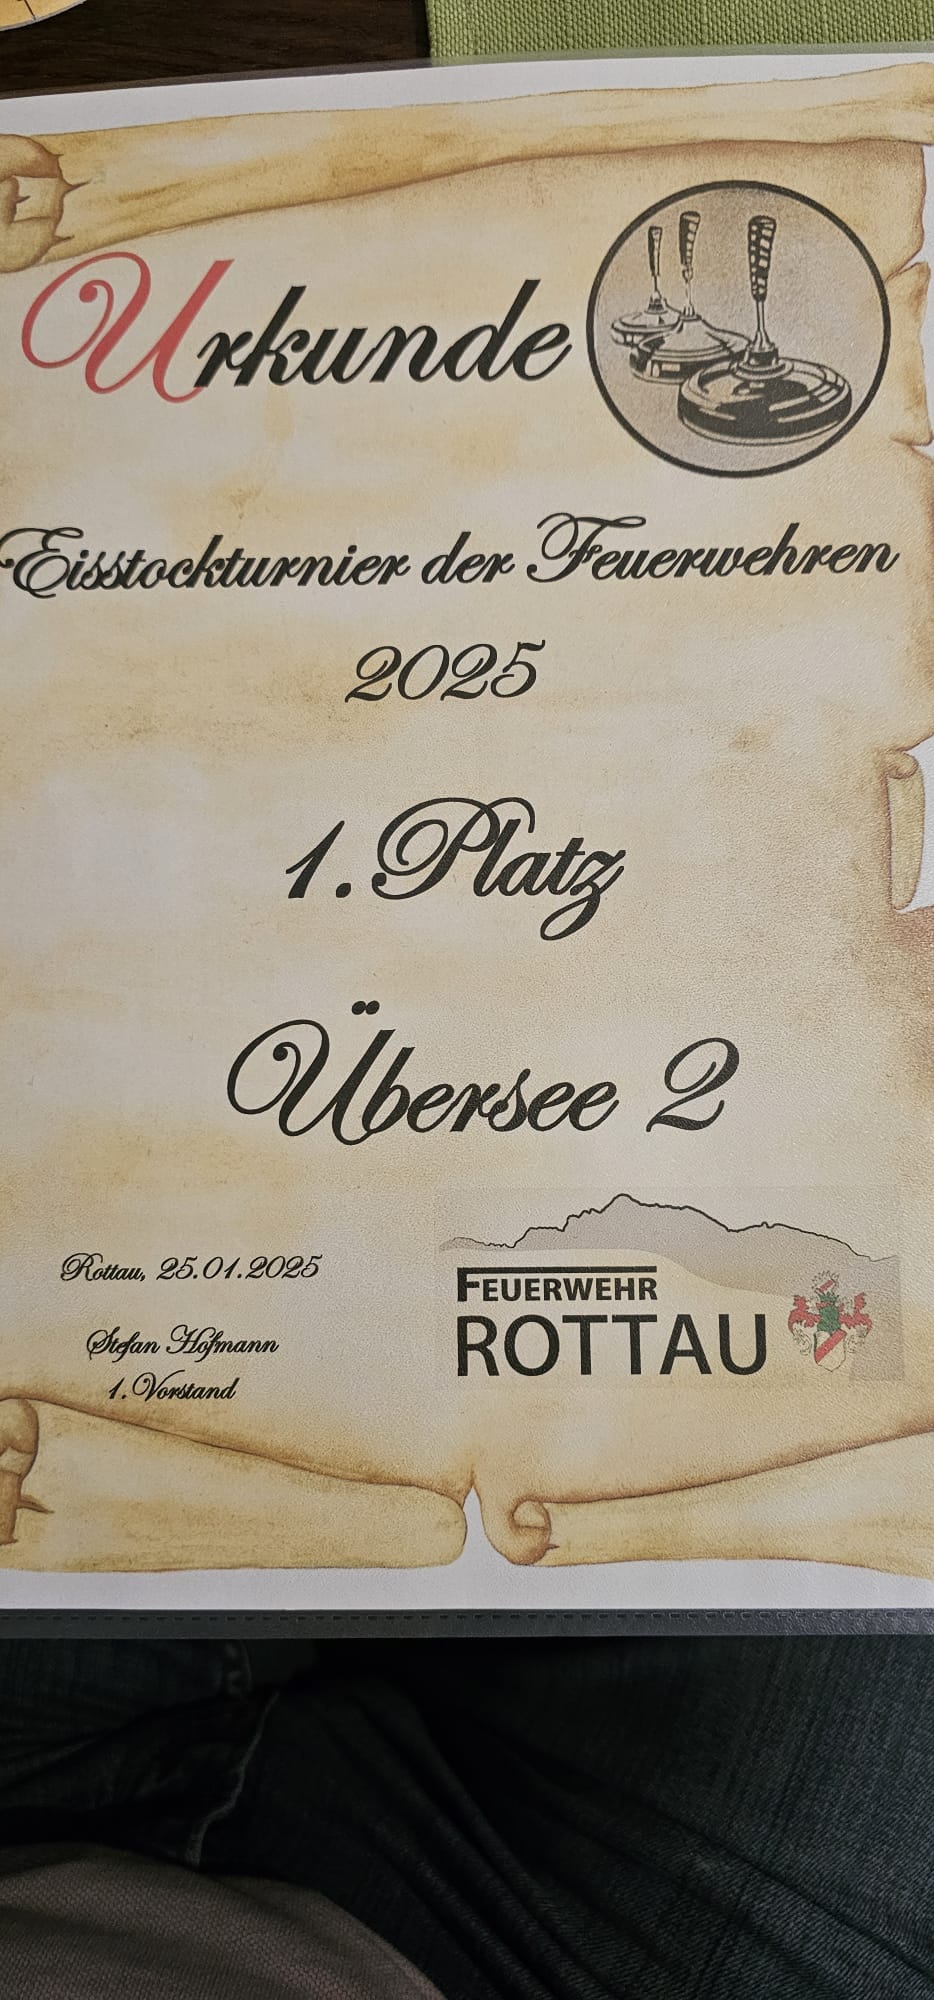 Urkunde
Eisstockturnier der Feuerwehren
2025
1. Platz
Übersee 2
Rottau, 25.01.2025
Stefan Hofmann
1. Vorstand
FEUERWEHR
ROTTAU